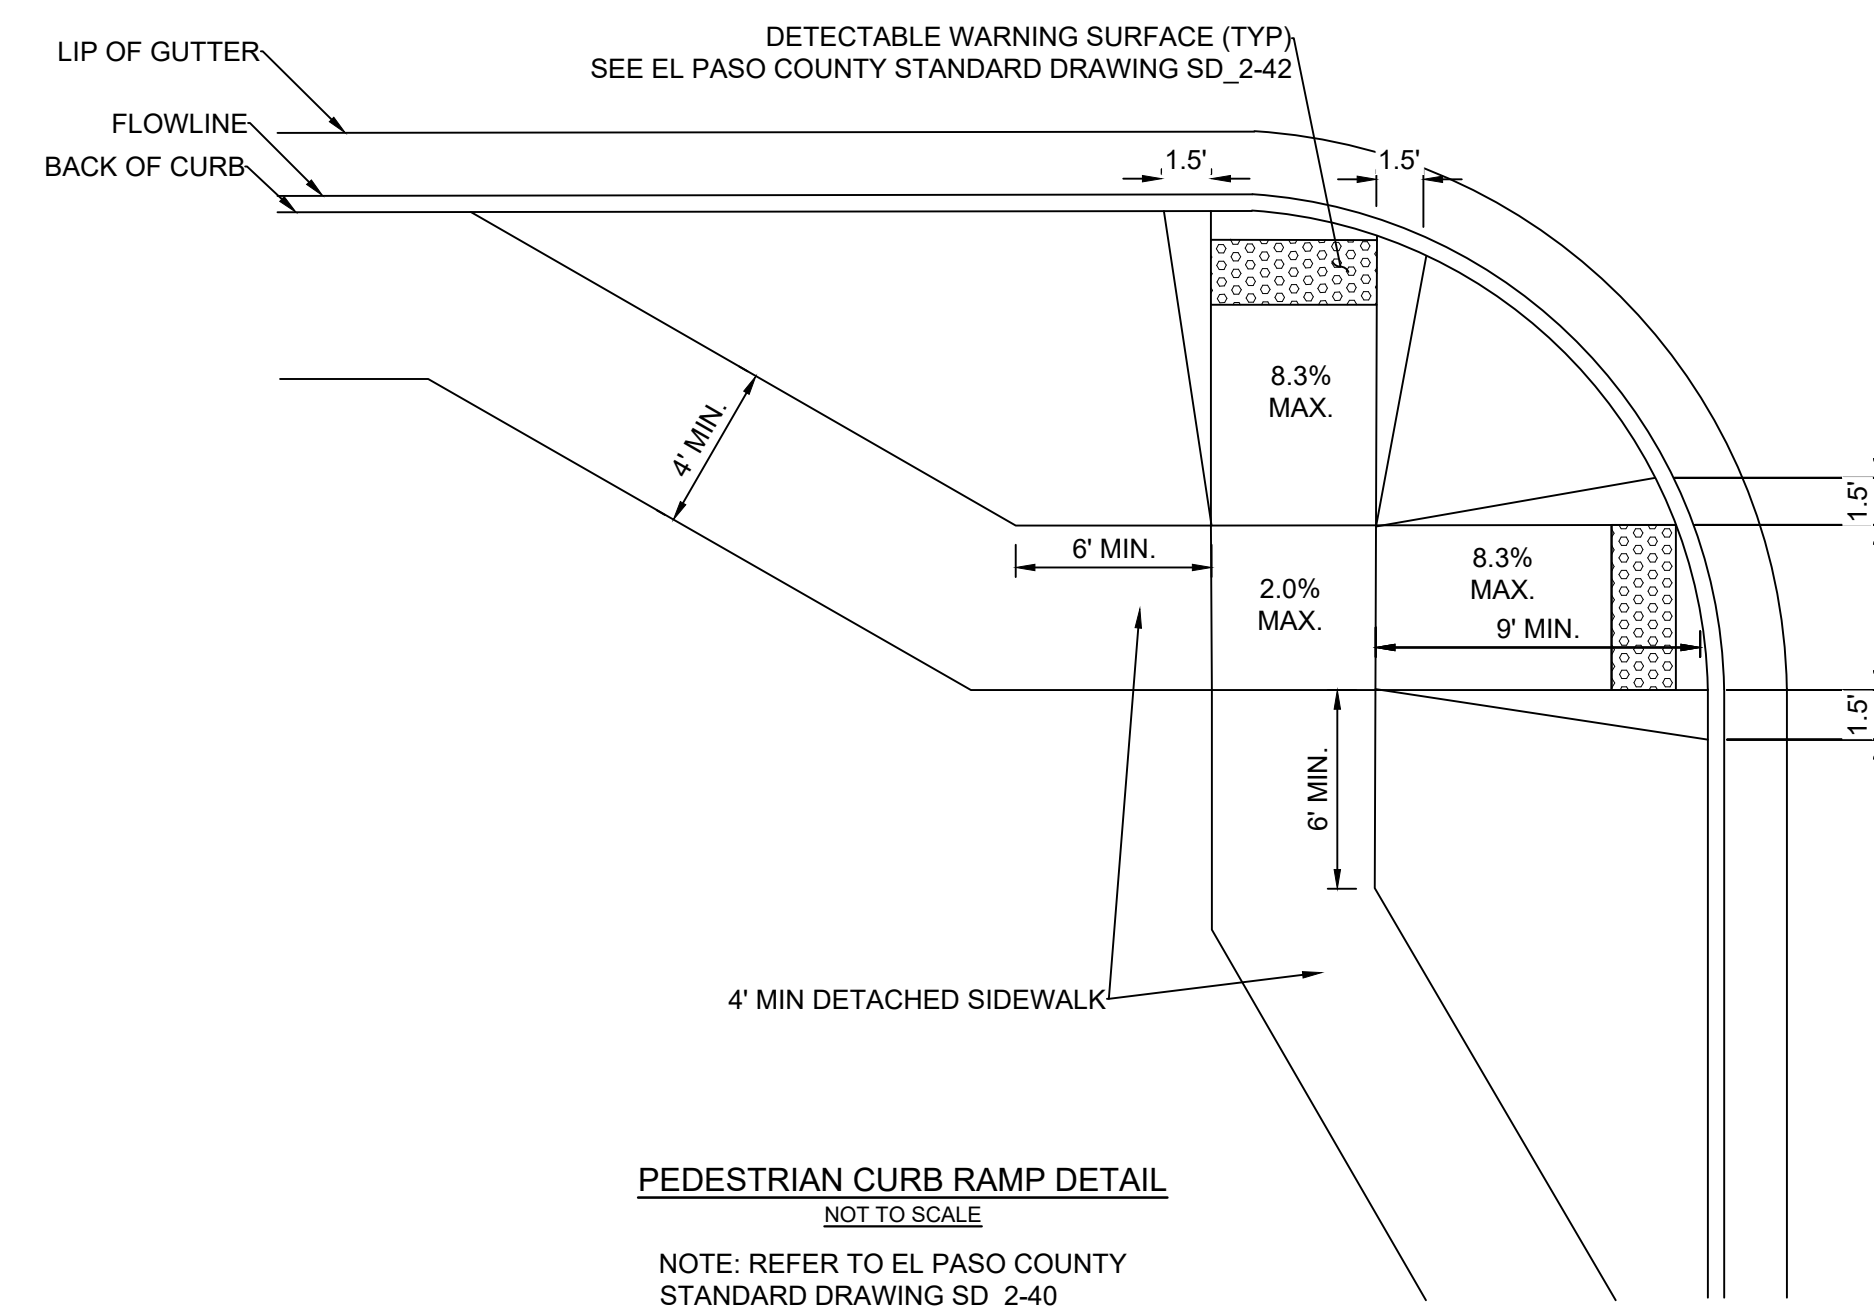 LIP OF GUTTER
DETECTABLE WARNING SURFACE (TYP)
SEE EL PASO COUNTY STANDARD DRAWING SD_2-42
FLOWLINE
BACK OF CURB
1.5'
1.5'
8.3%
MAX.
4' MIN.
1.5'
6' MIN.
8.3%
MAX.
2.0%
MAX.
9' MIN.
1.5'
6' MIN.
4' MIN DETACHED SIDEWALK
PEDESTRIAN CURB RAMP DETAIL
NOT TO SCALE
NOTE: REFER TO EL PASO COUNTY
STANDARD DRAWING SD_2-40